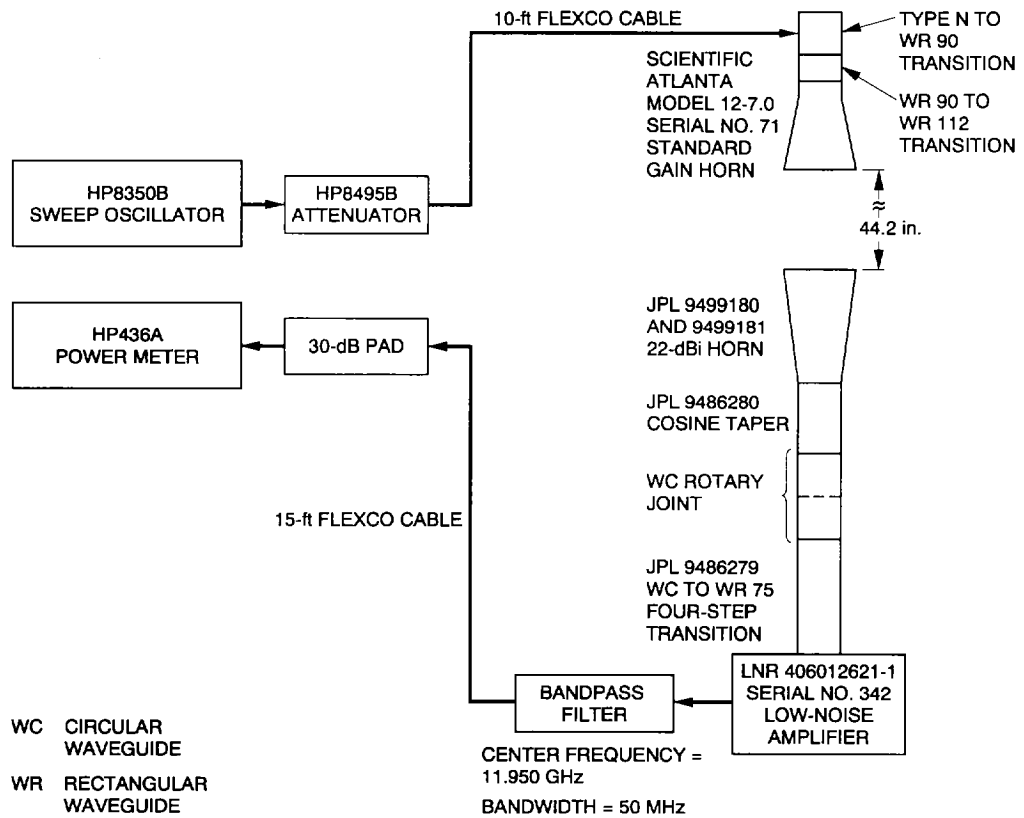 10-ft FLEXCO CABLE
TYPE N TO
WR 90
TRANSITION
SCIENTIFIC
ATLANTA
MODEL 12-7.0
SERIAL NO. 71
STANDARD
GAIN HORN
WR 90 TO
WR 112
TRANSITION
HP8350B
SWEEP OSCILLATOR
HP8495B
ATTENUATOR
≈
44.2 in.
HP436A
POWER METER
30-dB PAD
JPL 9499180
AND 9499181
22-dBi HORN
JPL 9486280
COSINE TAPER
WC ROTARY
JOINT
15-ft FLEXCO CABLE
JPL 9486279
WC TO WR 75
FOUR-STEP
TRANSITION
LNR 406012621-1
SERIAL NO. 342
LOW-NOISE
AMPLIFIER
BANDPASS
FILTER
CENTER FREQUENCY =
11.950 GHz
BANDWIDTH = 50 MHz
WC CIRCULAR
WAVEGUIDE
WR RECTANGULAR
WAVEGUIDE